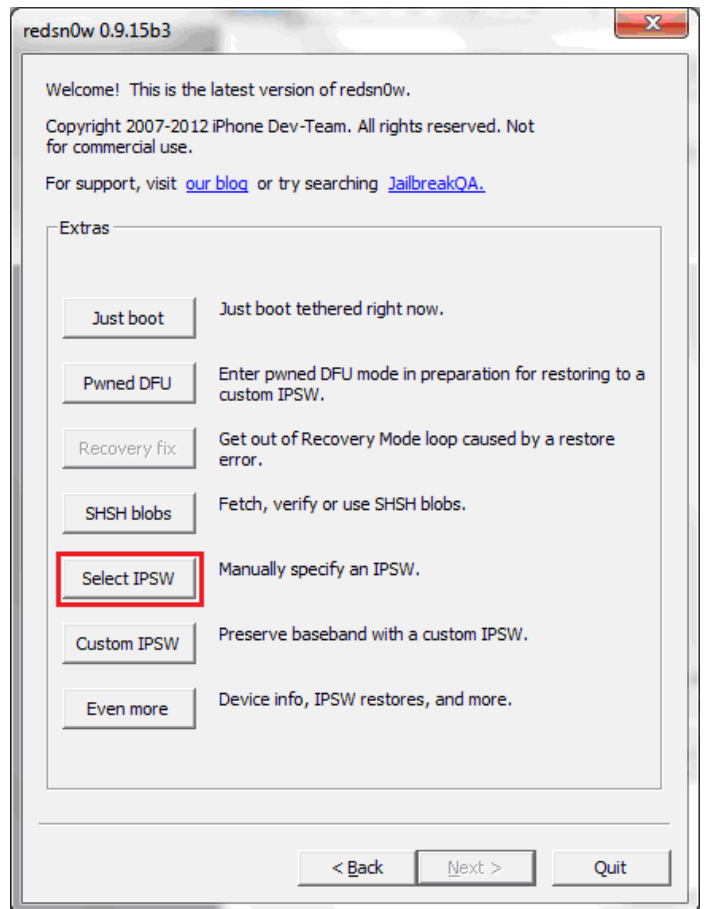 redsn0w 0.9.15b3
Welcome! This is the latest version of redsn0w.
Copyright 2007-2012 iPhone Dev-Team. All rights reserved. Not
for commercial use.
For support, visit our blog or try searching JailbreakQA.
Extras
Just boot
Just boot tethered right now.
Pwned DFU
Enter pwned DFU mode in preparation for restoring to a
custom IPSW.
Recovery fix
Get out of Recovery Mode loop caused by a restore
error.
SHSH blobs
Fetch, verify or use SHSH blobs.
Select IPSW
Manually specify an IPSW.
Custom IPSW
Preserve baseband with a custom IPSW.
Even more
Device info, IPSW restores, and more.
< Back
Next >
Quit